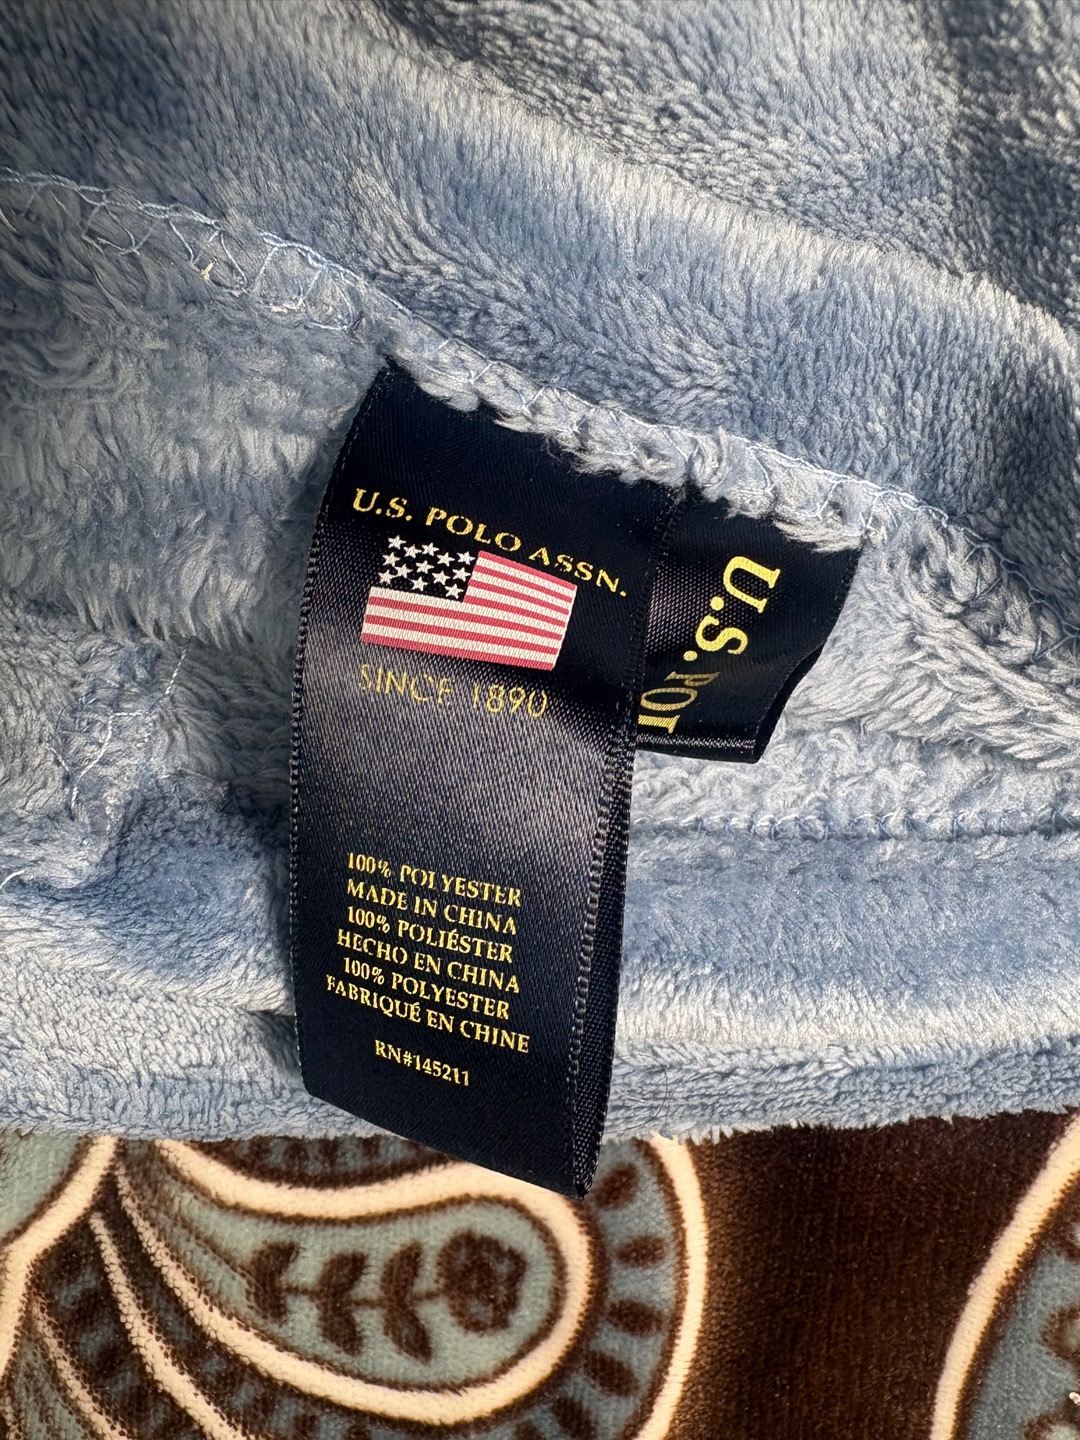 U.S. POLO ASSN.
SINCE 1890
100% POLYESTER
MADE IN CHINA
100% POLIÉSTER
HECHO EN CHINA
100% POLYESTER
FABRIQUÉ EN CHINE
RN#145211
U.S.